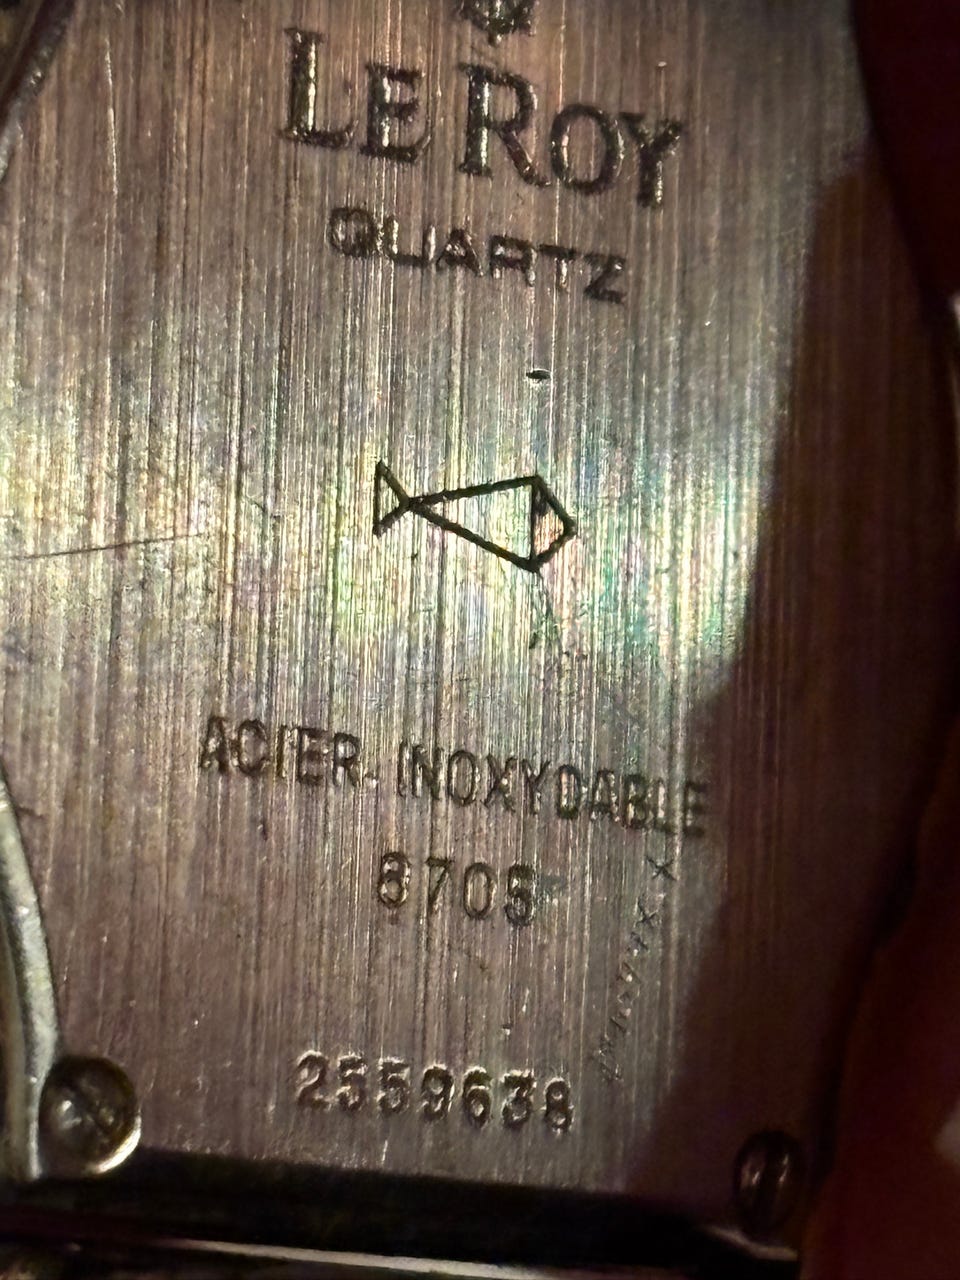 LE ROY
QUARTZ
ACIER INOXYDABLE
8705
2559638